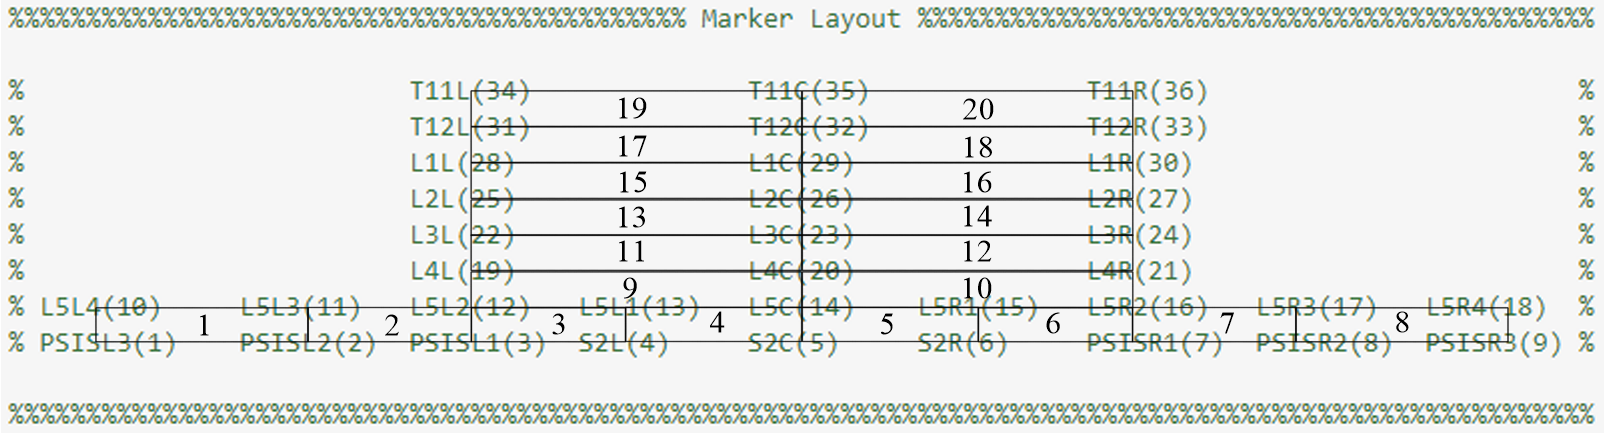 %%%%%%%%%%%%%%%%%%%%%%%%%%%%%%%%%%%%%%%%%%%% Marker Layout %%%%%%%%%%%%%%%%%%%%%%%%%%%%%%%%%%%%%%%%%%%%
% T11L(34) T11C(35) T11R(36) %
19 20
% T12L(31) T12C(32) T12R(33) %
17 18
% L1L(28) L1C(29) L1R(30) %
15 16
% L2L(25) L2C(26) L2R(27) %
13 14
% L3L(22) L3C(23) L3R(24) %
11 12
% L4L(19) L4C(20) L4R(21) %
9 10
% L5L4(10) L5L3(11) L5L2(12) L5L1(13) L5C(14) L5R1(15) L5R2(16) L5R3(17) L5R4(18) %
1 2 3 4 5 6 7 8
% PSISL3(1) PSISL2(2) PSISL1(3) S2L(4) S2C(5) S2R(6) PSISR1(7) PSISR2(8) PSISR3(9) %
%%%%%%%%%%%%%%%%%%%%%%%%%%%%%%%%%%%%%%%%%%%%%%%%%%%%%%%%%%%%%%%%%%%%%%%%%%%%%%%%%%%%%%%%%%%%%%%%%%%%%%%%%